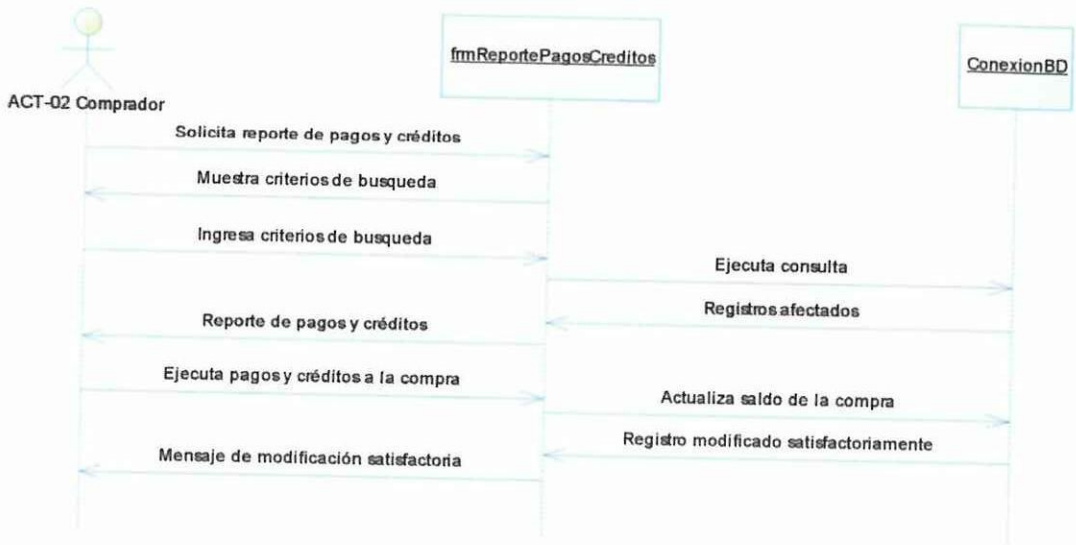 frmReportePagosCreditos
ConexionBD
ACT-02 Comprador
Solicita reporte de pagos y créditos
Muestra criterios de busqueda
Ingresa criterios de busqueda
Ejecuta consulta
Registros afectados
Reporte de pagos y créditos
Ejecuta pagos y créditos a la compra
Actualiza saldo de la compra
Registro modificado satisfactoriamente
Mensaje de modificación satisfactoria